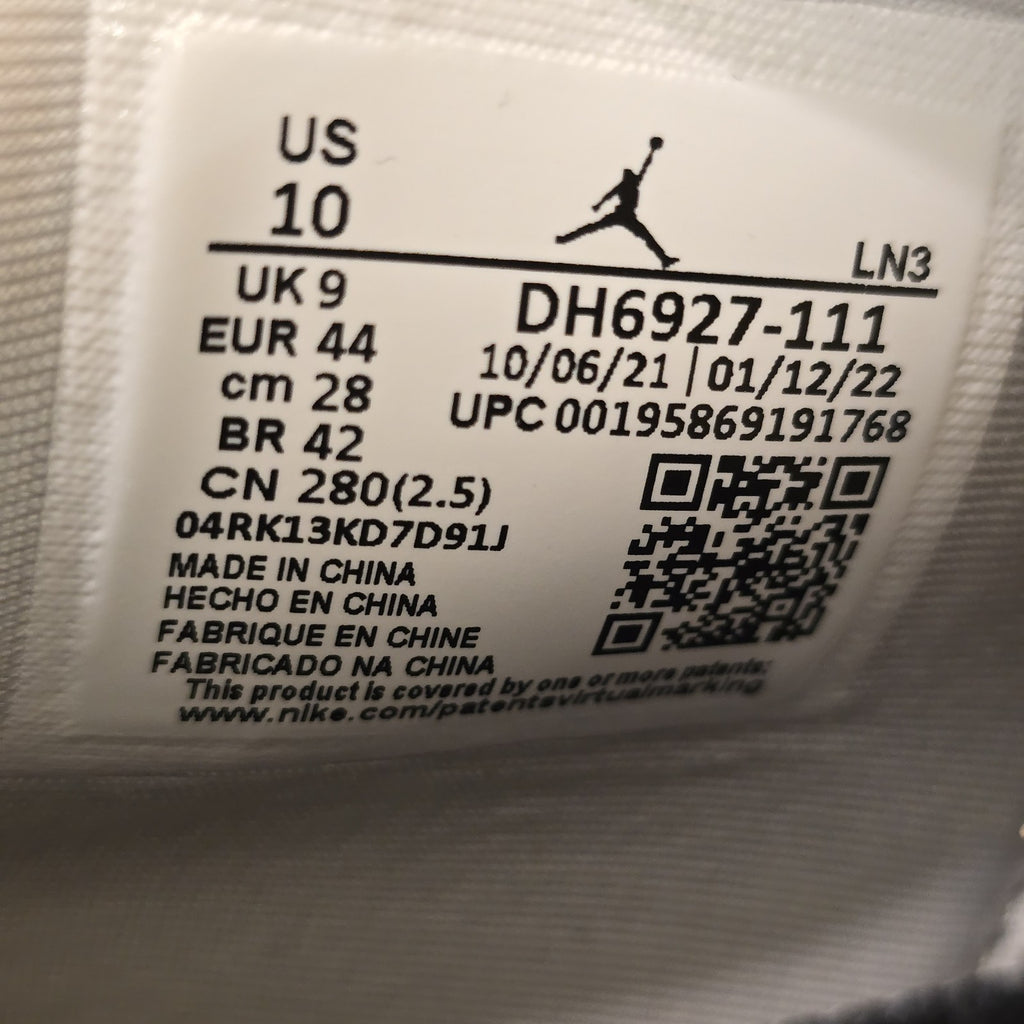 US
10
LN3
UK 9
EUR 44
cm 28
BR 42
CN 280(2.5)
DH6927-111
10/06/21 | 01/12/22
UPC 00195869191768
04RK13KD7D91J
MADE IN CHINA
HECHO EN CHINA
FABRIQUE EN CHINE
FABRICADO NA CHINA
This product is covered by one or more patents:
www.nike.com/patentsvirtualmarking